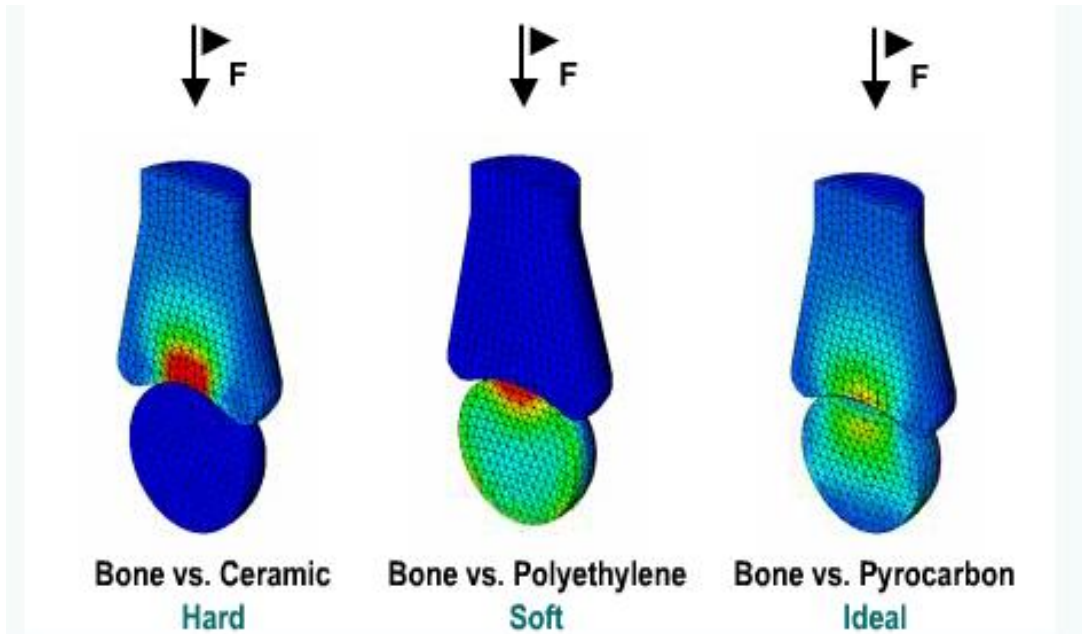 F
F
F
Bone vs. Ceramic
Hard
Bone vs. Polyethylene
Soft
Bone vs. Pyrocarbon
Ideal